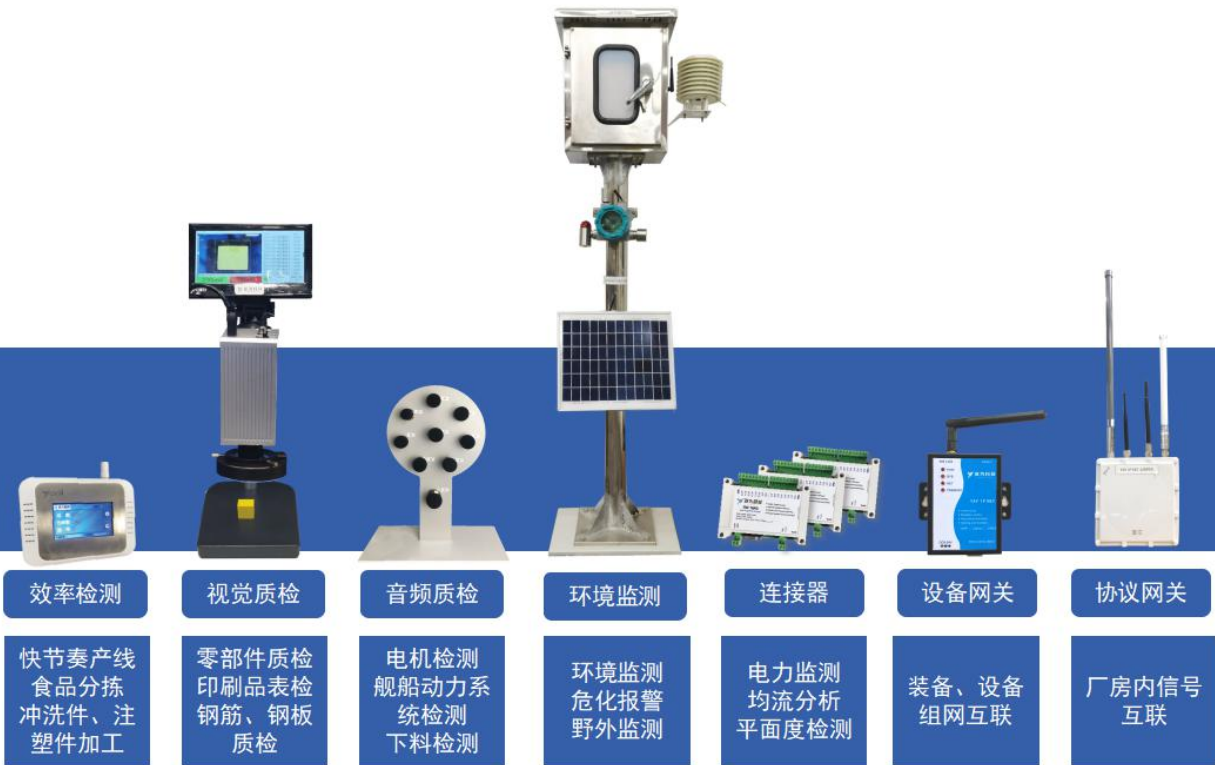 效率检测
视觉质检
音频质检
环境监测
连接器
设备网关
协议网关
快节奏产线
食品分拣
冲洗件、注
塑件加工
零部件质检
印刷品表检
钢筋、钢板
质检
电机检测
舰船动力系
统检测
下料检测
环境监测
危化报警
野外监测
电力监测
均流分析
平面度检测
装备、设备
组网互联
厂房内信号
互联